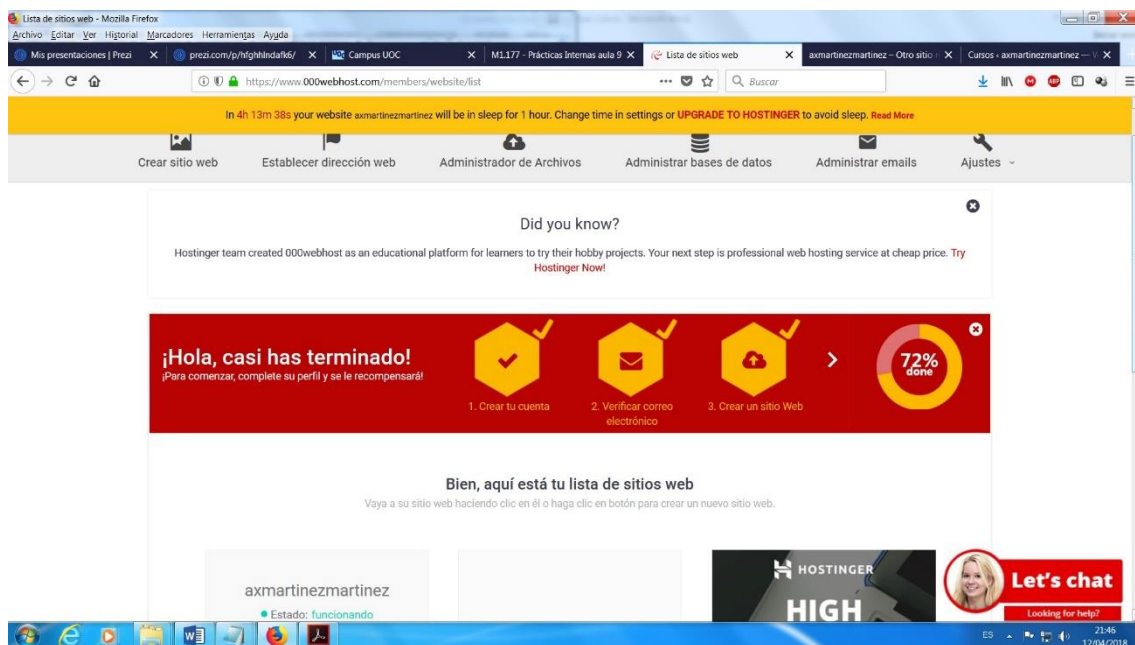 Lista de sitios web - Mozilla Firefox
Archivo Editar Ver Historial Marcadores Herramientas Ayuda
Mis presentaciones | Prezi
prezi.com/p/hfghhlndafk6/
Campus UOC
M1.177 - Prácticas Internas aula 9
Lista de sitios web
axmartinezmartinez – Otro sitio
Cursos ‹ axmartinezmartinez —
https://www.000webhost.com/members/website/list
Buscar
In 4h 13m 38s your website axmartinezmartinez will be in sleep for 1 hour. Change time in settings or UPGRADE TO HOSTINGER to avoid sleep. Read More
Crear sitio web
Establecer dirección web
Administrador de Archivos
Administrar bases de datos
Administrar emails
Ajustes
Did you know?
Hostinger team created 000webhost as an educational platform for learners to try their hobby projects. Your next step is professional web hosting service at cheap price. Try
Hostinger Now!
¡Hola, casi has terminado!
¡Para comenzar, complete su perfil y se le recompensará!
1. Crear tu cuenta
2. Verificar correo
electrónico
3. Crear un sitio Web
72%
done
Bien, aquí está tu lista de sitios web
Vaya a su sitio web haciendo clic en él o haga clic en botón para crear un nuevo sitio web.
axmartinezmartinez
Estado: funcionando
HOSTINGER
HIGH
Let's chat
Looking for help?
ES
21:46
12/04/2018